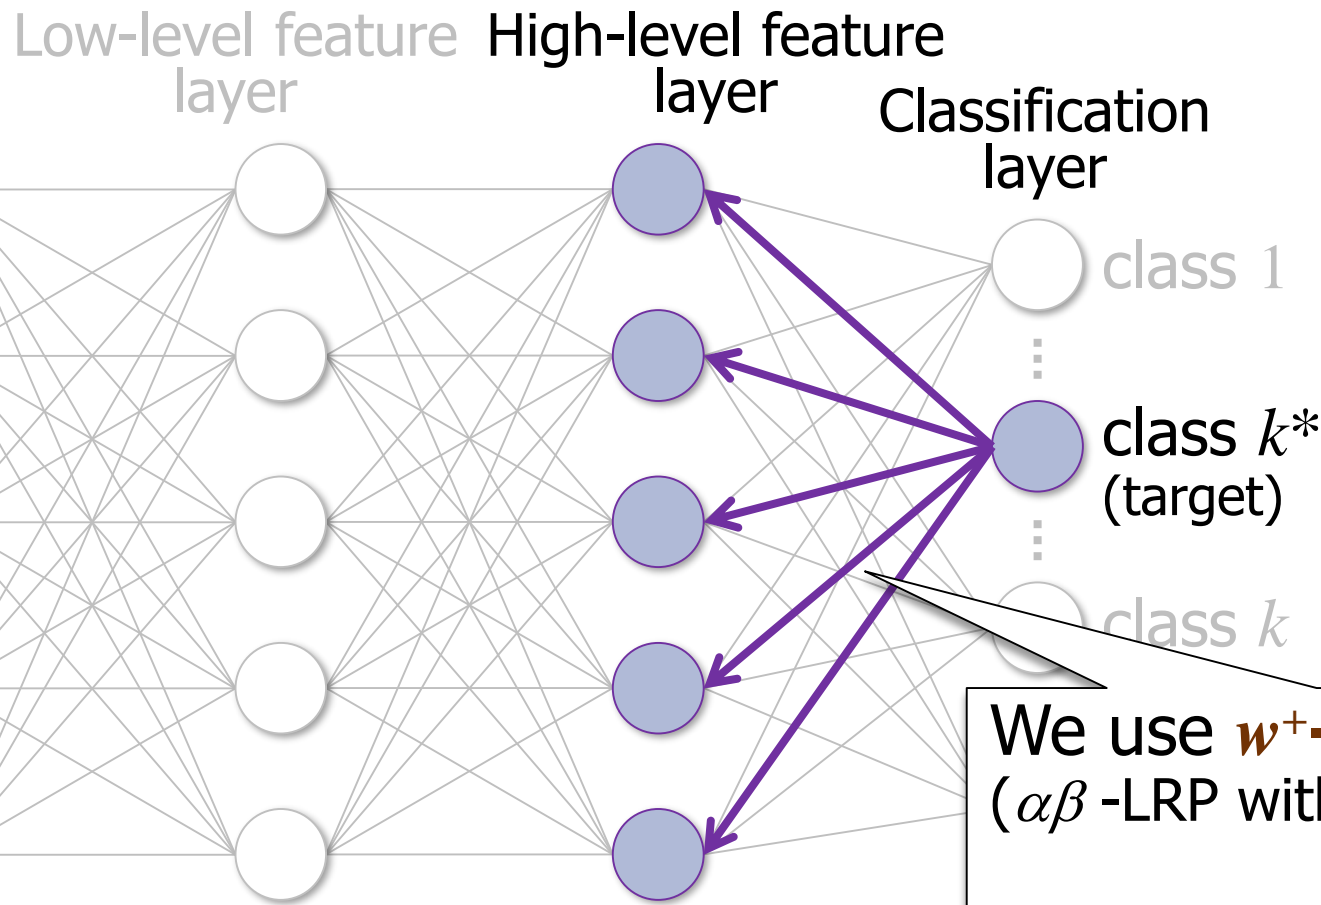 Low-level feature
layer
High-level feature
layer
Classification
layer
class 1
class k*
(target)
class k
We use w⁺-
(αβ -LRP with